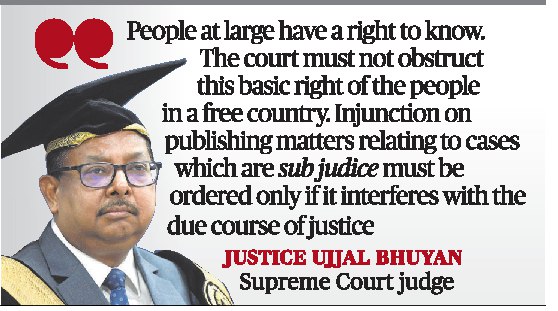 People at large have a right to know.
The court must not obstruct
this basic right of the people
in a free country. Injunction on
publishing matters relating to cases
which are sub judice must be
ordered only if it interferes with the
due course of justice
JUSTICE UJJAL BHUYAN
Supreme Court judge